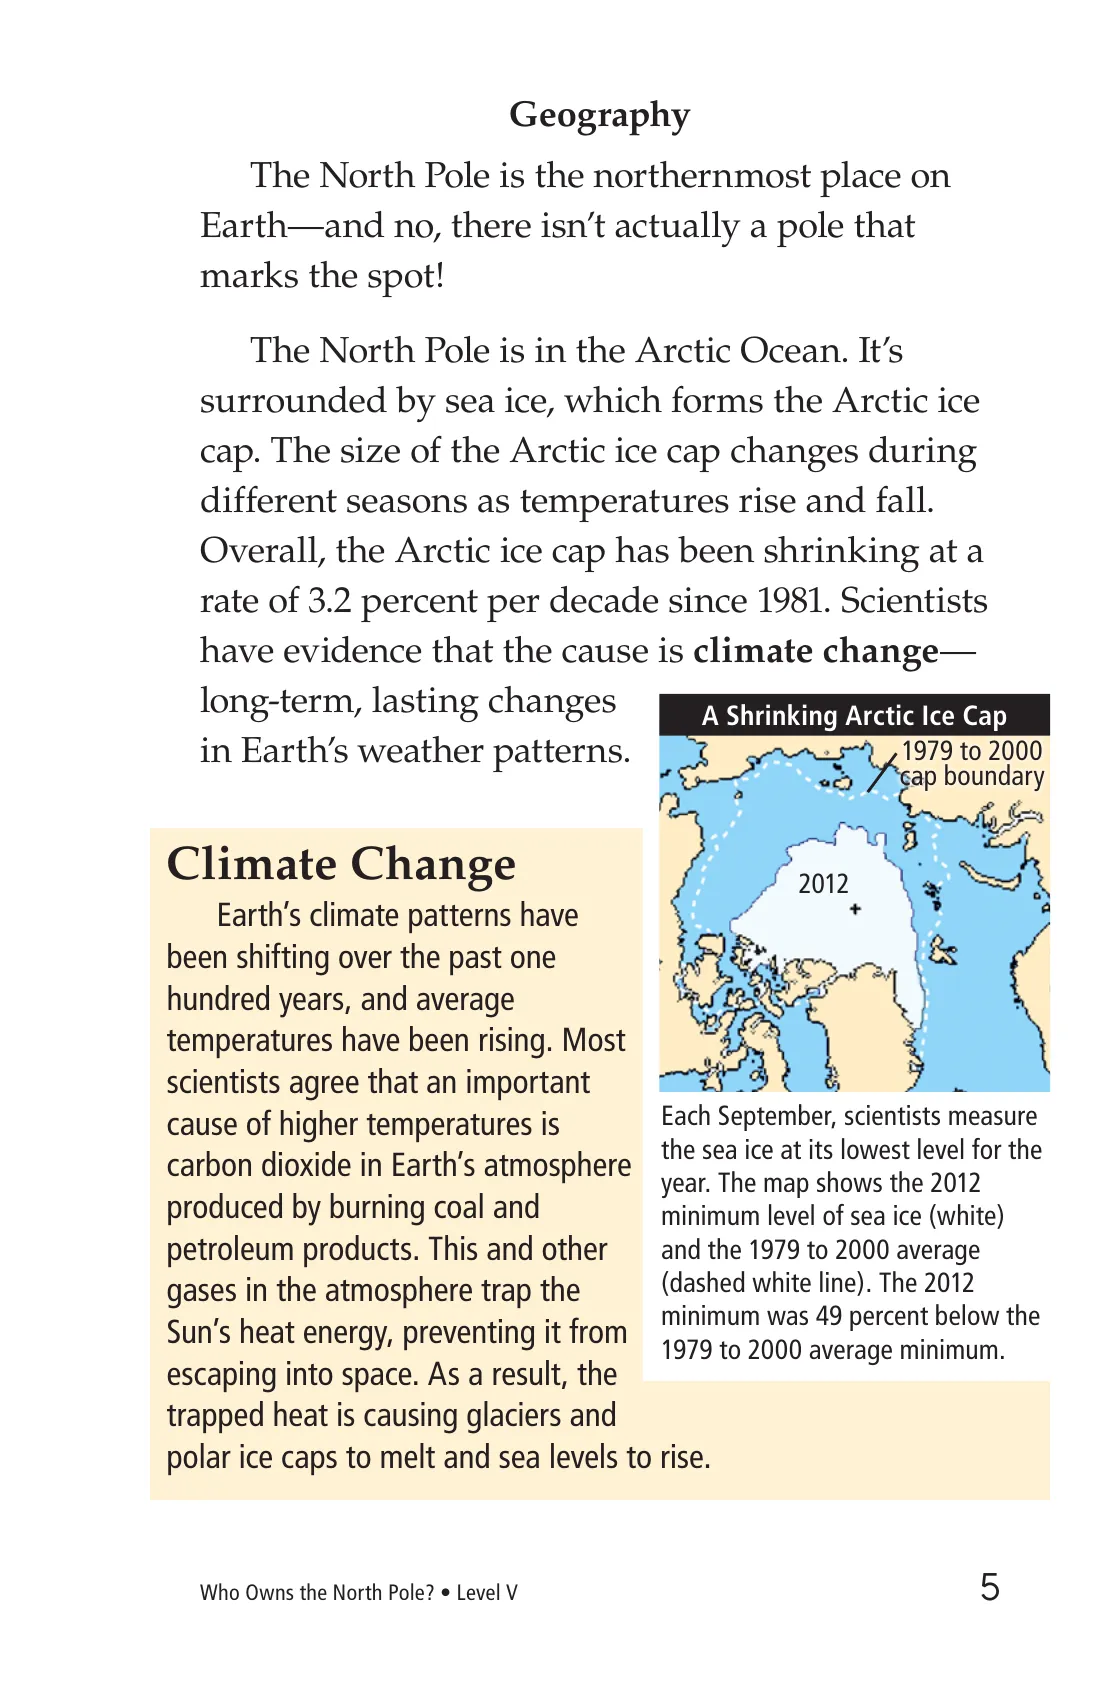 Geography
The North Pole is the northernmost place on
Earth—and no, there isn’t actually a pole that
marks the spot!
The North Pole is in the Arctic Ocean. It’s
surrounded by sea ice, which forms the Arctic ice
cap. The size of the Arctic ice cap changes during
different seasons as temperatures rise and fall.
Overall, the Arctic ice cap has been shrinking at a
rate of 3.2 percent per decade since 1981. Scientists
have evidence that the cause is climate change—
long-term, lasting changes
in Earth’s weather patterns.
A Shrinking Arctic Ice Cap
1979 to 2000
cap boundary
2012
Each September, scientists measure
the sea ice at its lowest level for the
year. The map shows the 2012
minimum level of sea ice (white)
and the 1979 to 2000 average
(dashed white line). The 2012
minimum was 49 percent below the
1979 to 2000 average minimum.
Climate Change
Earth’s climate patterns have
been shifting over the past one
hundred years, and average
temperatures have been rising. Most
scientists agree that an important
cause of higher temperatures is
carbon dioxide in Earth’s atmosphere
produced by burning coal and
petroleum products. This and other
gases in the atmosphere trap the
Sun’s heat energy, preventing it from
escaping into space. As a result, the
trapped heat is causing glaciers and
polar ice caps to melt and sea levels to rise.
Who Owns the North Pole? • Level V
5